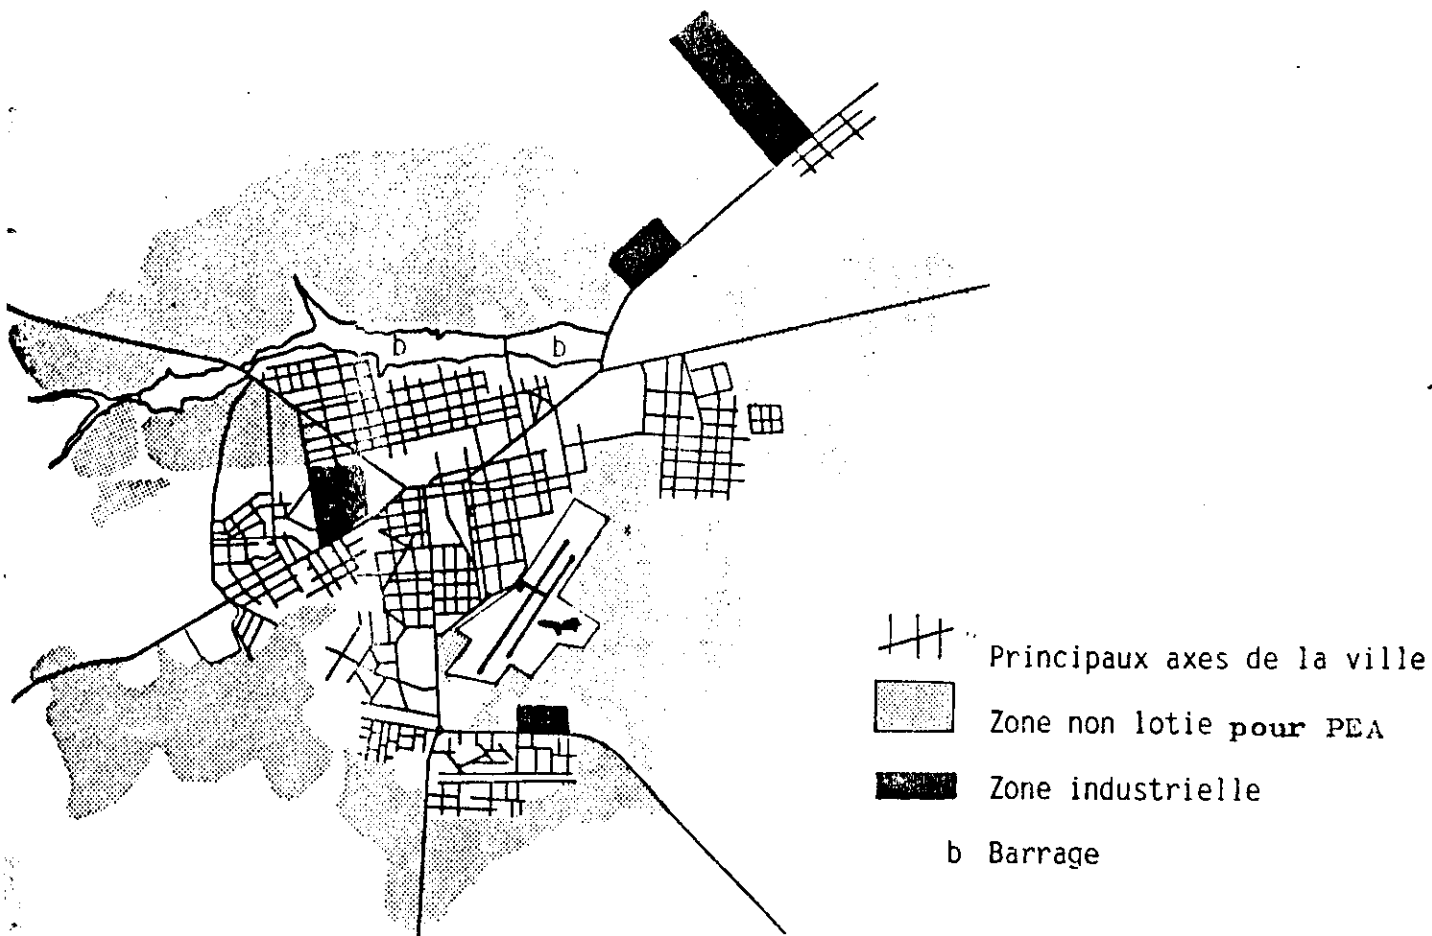 b
b
Principaux axes de la ville
Zone non lotie pour PEA
Zone industrielle
b Barrage